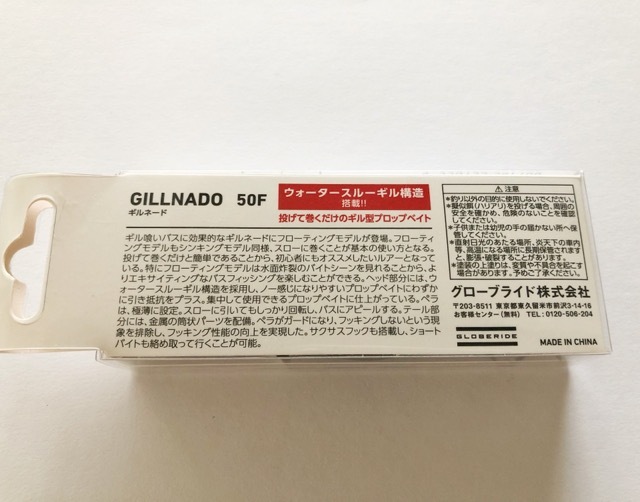 GILLNADO 50F
ギルネード
ウォータースルーギル構造
搭載!!
投げて巻くだけのギル型プロップベイト
ギル喰いバスに効果的なギルネードにフローティングモデルが登場。フローティ
ングモデルもシンキングモデル同様、スローに巻くことが基本の使い方となる。
投げて巻くだけと簡単であることから、初心者にもオススメしたいルアーとなって
いる。特にフローティングモデルは水面炸裂のバイトシーンを見れることから、よ
りエキサイティングなバスフィッシングを楽しむことができる。ヘッド部分には、ウ
ォータースルーギル構造を採用し、ノー感じになりやすいプロップベイトにわずか
に引き抵抗をプラス。集中して使用できるプロップベイトに仕上がっている。ペラ
は、極薄に設定。スローに引いてもしっかり回転し、バスにアピールする。テール部
分には、金属の筒状パーツを配備。ペラがガードになり、フッキングしないという現
象を排除し、フッキング性能の向上を実現した。サクサスフックも搭載し、ショート
バイトも絡め取って行くことが可能。
⚠ 注意
*釣り以外の目的に使用しないでください。
*擬似餌(ハリアリ)を投げる場合、周囲の
安全を確かめ、危険のないことを確認
してください。
*子供または幼児の手の届かない所へ保
管してください。
*直射日光のあたる場所、炎天下の車内
等、高温になる場所に長期保管されます
と、膨張・破裂することがあります。
*塗装の上塗りは、変質や不具合を起こす
場合があります。予めご了承ください。
グローブライド株式会社
〒203-8511 東京都東久留米市前沢3-14-16
お客様センター(無料) TEL:0120-506-204
GLOBERIDE
MADE IN CHINA